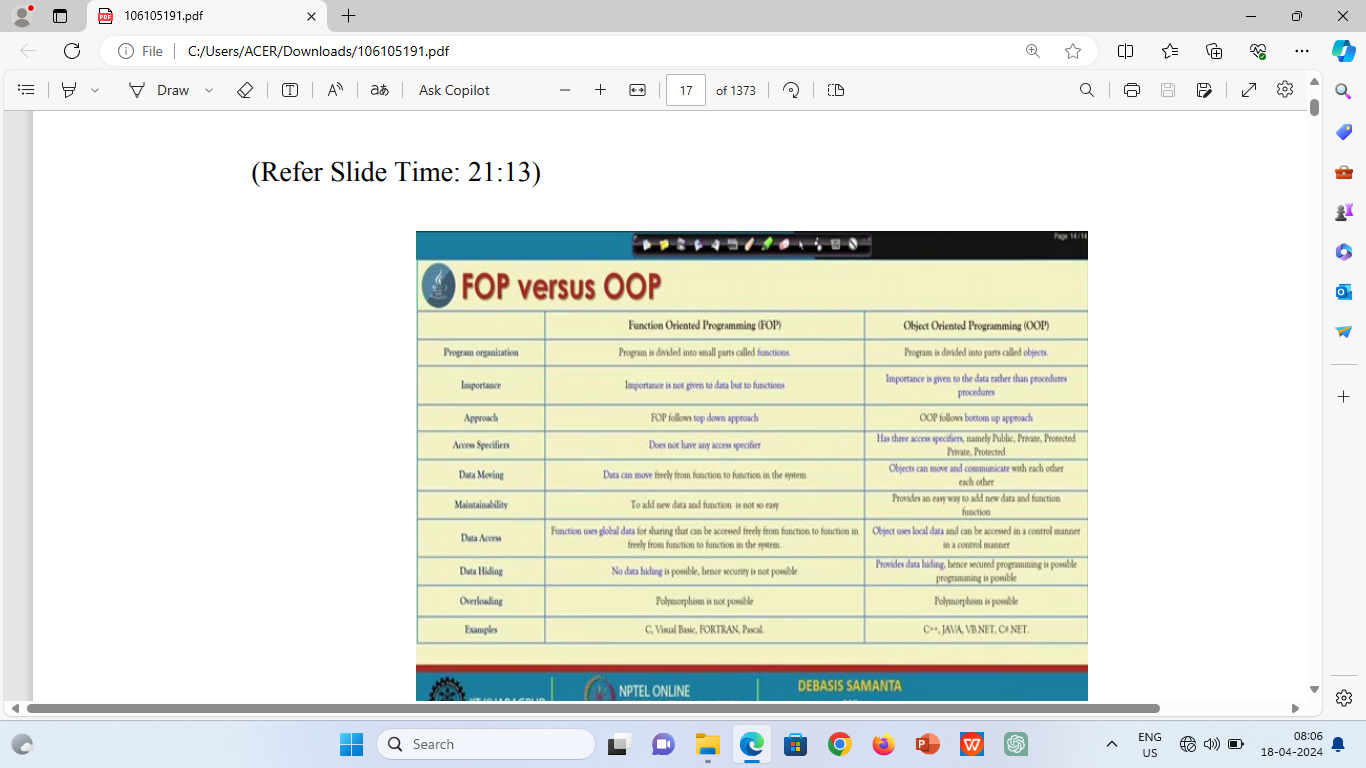 106105191.pdf
File
C:/Users/ACER/Downloads/106105191.pdf
Draw
Ask Copilot
17
of 1373
(Refer Slide Time: 21:13)
Page 14/14
FOP versus OOP
Function Oriented Programming (FOP)
Object Oriented Programming (OOP)
Program organization
Program is divided into small parts called functions.
Program is divided into parts called objects.
Importance
Importance is not given to data but to functions
Importance is given to the data rather than procedures
procedures
Approach
FOP follows top down approach
OOP follows bottom up approach
Access Specifiers
Does not have any access specifier
Has three access specifiers, namely Public, Private, Protected
Private, Protected
Data Moving
Data can move freely from function to function in the system
Objects can move and communicate with each other
each other
Maintainability
To add new data and function is not so easy
Provides an easy way to add new data and function
function
Data Access
Function uses global data for sharing that can be accessed freely from function to function in
freely from function to function in the system.
Object uses local data and can be accessed in a control manner
in a control manner
Data Hiding
No data hiding is possible, hence security is not possible
Provides data hiding, hence secured programming is possible
programming is possible
Overloading
Polymorphism is not possible
Polymorphism is possible
Examples
C, Visual Basic, FORTRAN, Pascal.
C++, JAVA, VB.NET, C#.NET.
NPTEL ONLINE
DEBASIS SAMANTA
Search
ENG
US
08:06
18-04-2024